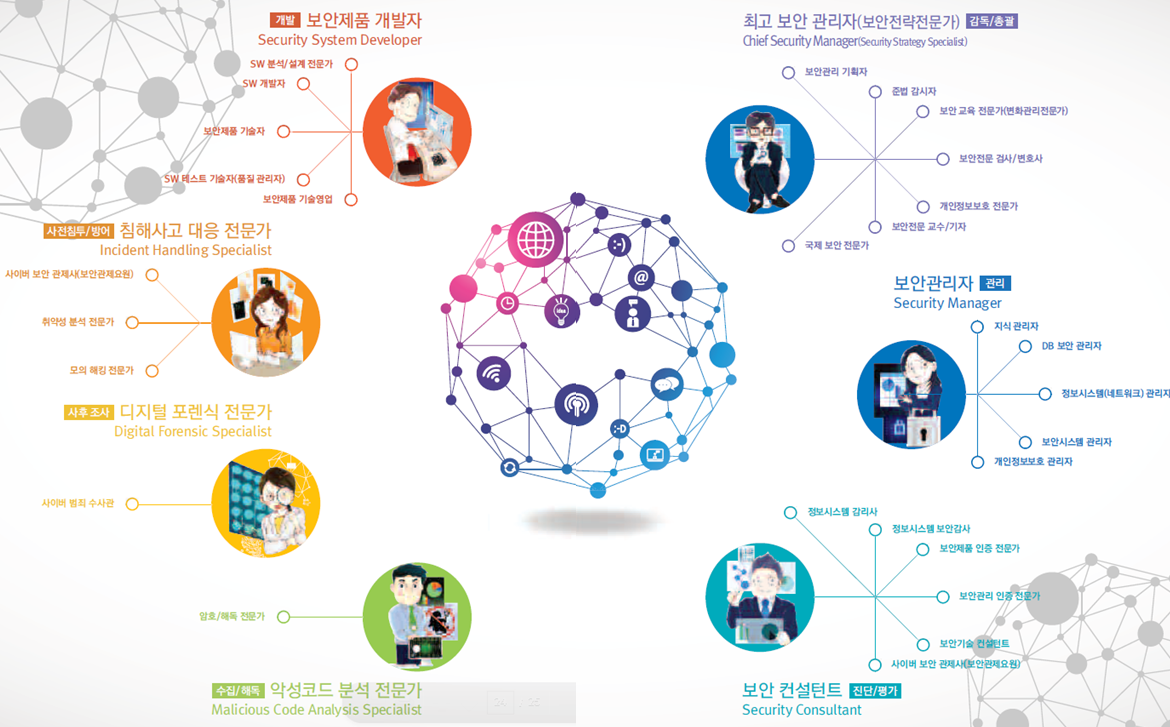 개발 보안제품 개발자
Security System Developer
SW 분석/설계 전문가
SW 개발자
보안제품 기술자
SW 테스트 기술자(품질 관리자)
보안제품 기술영업
사전침투/방어 침해사고 대응 전문가
Incident Handling Specialist
사이버 보안 관제사(보안관제요원)
취약성 분석 전문가
모의 해킹 전문가
사후 조사 디지털 포렌식 전문가
Digital Forensic Specialist
사이버 범죄 수사관
암호/해독 전문가
수집/해독 악성코드 분석 전문가
Malicious Code Analysis Specialist
idea
:-)
@
:-D
최고 보안 관리자(보안전략전문가) 감독/총괄
Chief Security Manager(Security Strategy Specialist)
보안관리 기획자
준법 감시자
보안 교육 전문가(변화관리전문가)
보안전문 검사/변호사
개인정보보호 전문가
보안전문 교수/기자
국제 보안 전문가
보안관리자 관리
Security Manager
지식 관리자
DB 보안 관리자
정보시스템(네트워크) 관리자
보안시스템 관리자
개인정보보호 관리자
정보시스템 감리사
정보시스템 보안감사
보안제품 인증 전문가
보안관리 인증 전문가
보안기술 컨설턴트
사이버 보안 관제사(보안관제요원)
보안 컨설턴트 진단/평가
Security Consultant